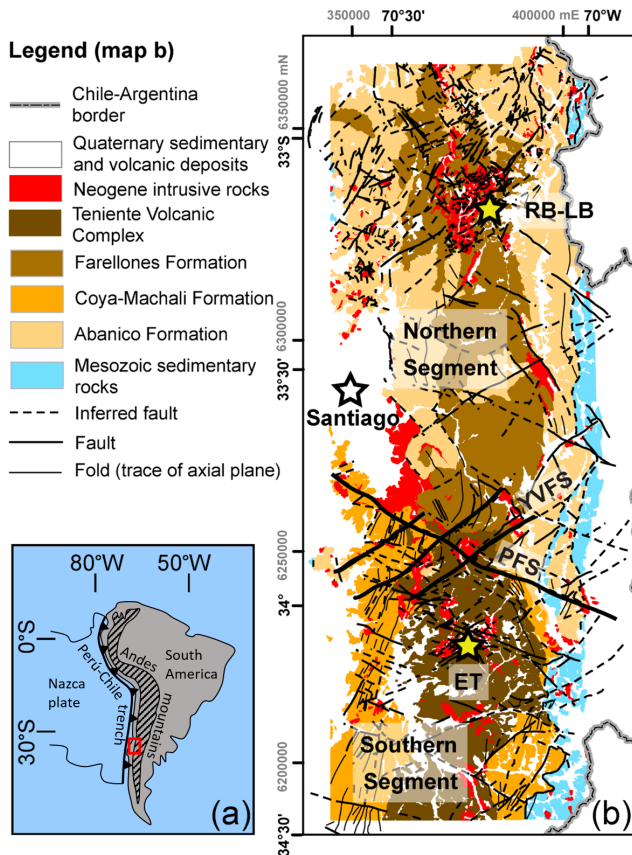 Legend (map b)
Chile-Argentina
border
Quaternary sedimentary
and volcanic deposits
Neogene intrusive rocks
Teniente Volcanic
Complex
Farellones Formation
Coya-Machali Formation
Abanico Formation
Mesozoic sedimentary
rocks
Inferred fault
Fault
Fold (trace of axial plane)
80°W
50°W
0°S
30°S
Nazca
plate
Perú-Chile
trench
Andes
mountains
South
America
(a)
350000
70°30'
400000 mE
70°W
6350000 mN
33°S
6300000
33°30'
6250000
34°
6200000
34°30'
RB-LB
Northern
Segment
Santiago
YVFS
PFS
ET
Southern
Segment
(b)